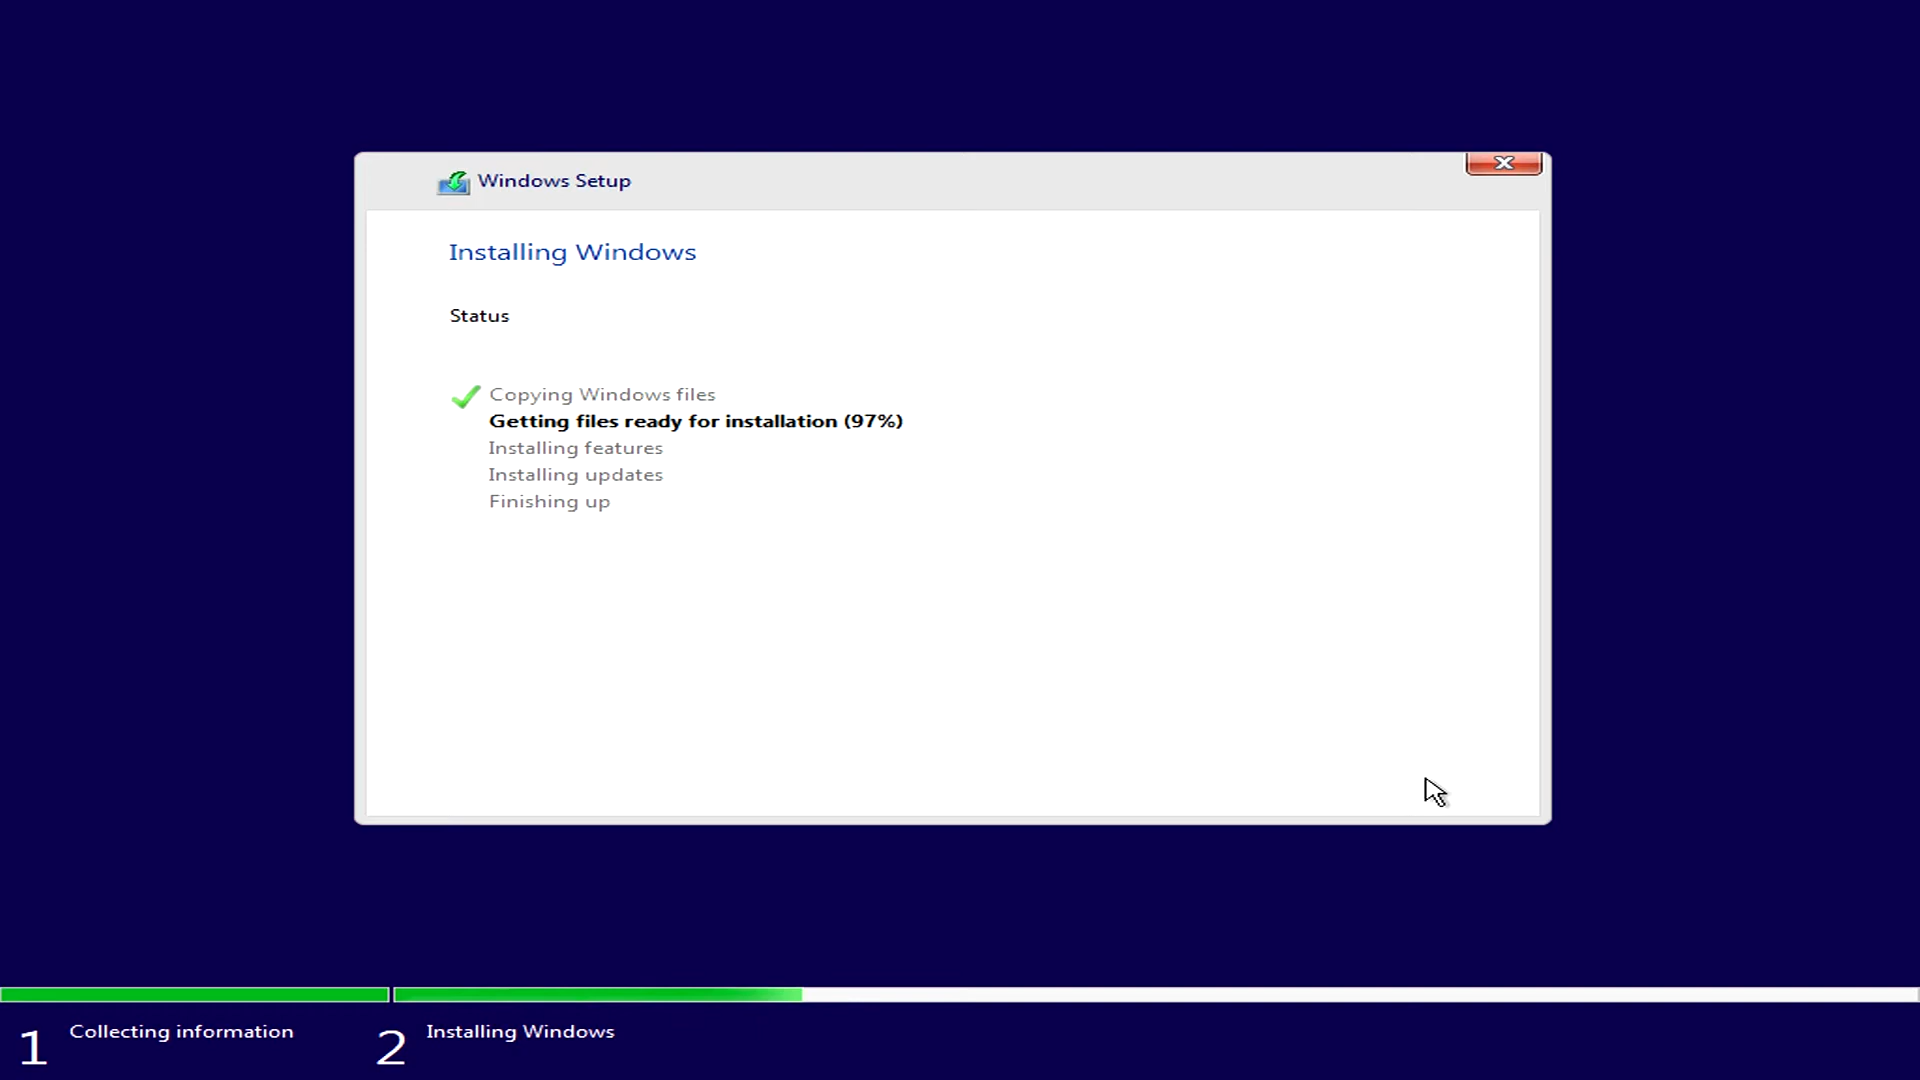 Windows Setup
Installing Windows
Status
Copying Windows files
Getting files ready for installation (97%)
Installing features
Installing updates
Finishing up
1 Collecting information
2 Installing Windows